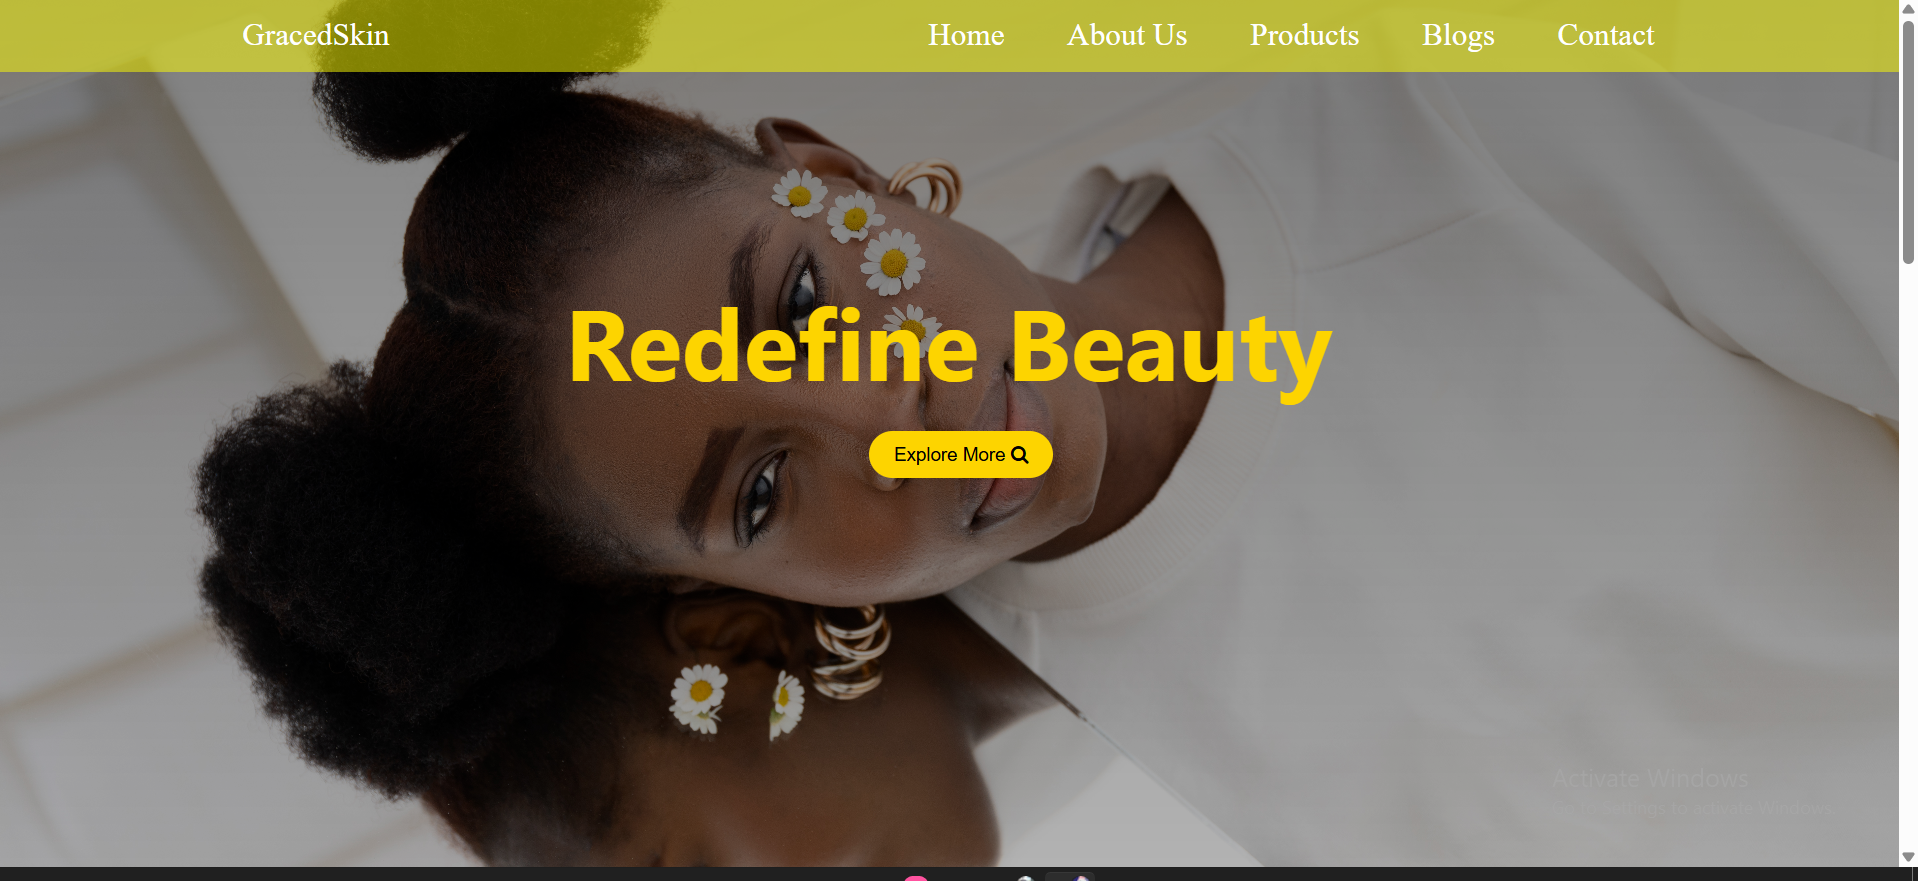 GracedSkin
Home About Us Products Blogs Contact
Redefine Beauty
Explore More
Activate Windows
Go to Settings to activate Windows.